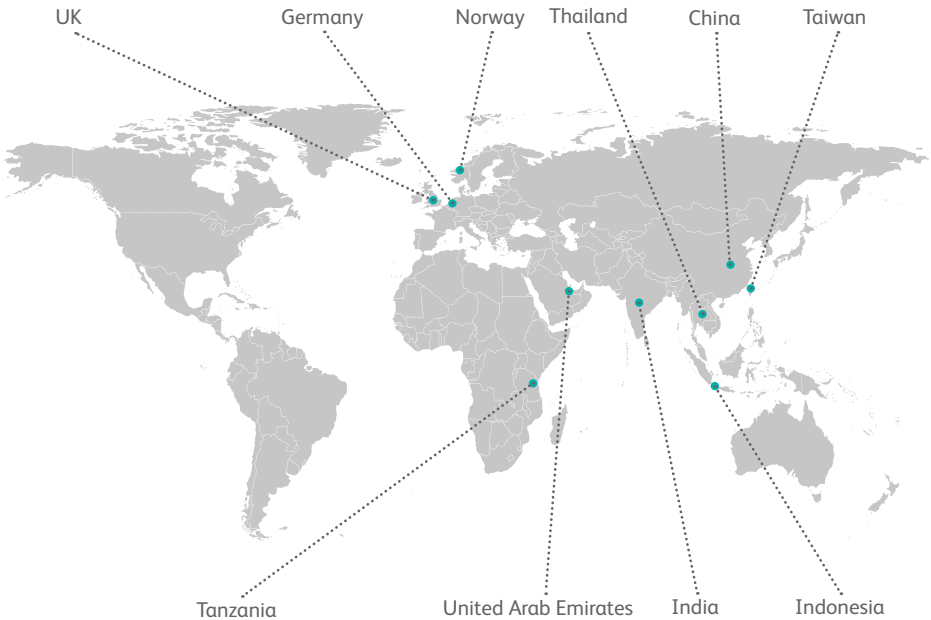 UK
Germany
Norway
Thailand
China
Taiwan
Tanzania
United Arab Emirates
India
Indonesia